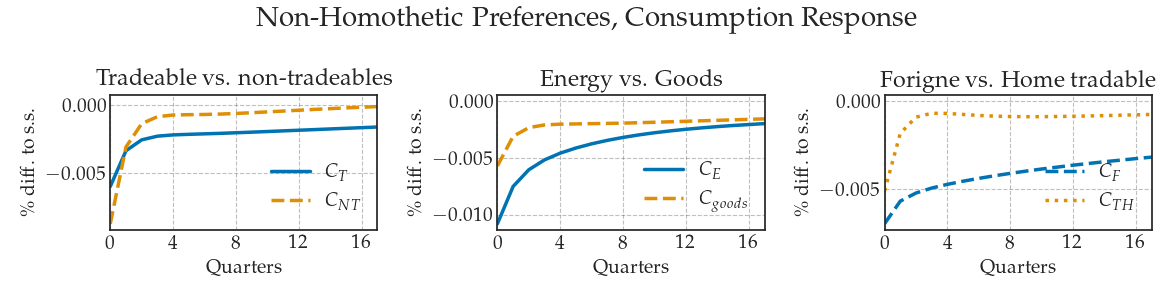 Non-Homothetic Preferences, Consumption Response
Tradeable vs. non-tradeables
% diff. to s.s.
0.000
−0.005
C_T
C_NT
0 4 8 12 16
Quarters
Energy vs. Goods
% diff. to s.s.
0.000
−0.005
−0.010
C_E
C_goods
0 4 8 12 16
Quarters
Forigne vs. Home tradable
% diff. to s.s.
0.000
−0.005
C_F
C_TH
0 4 8 12 16
Quarters